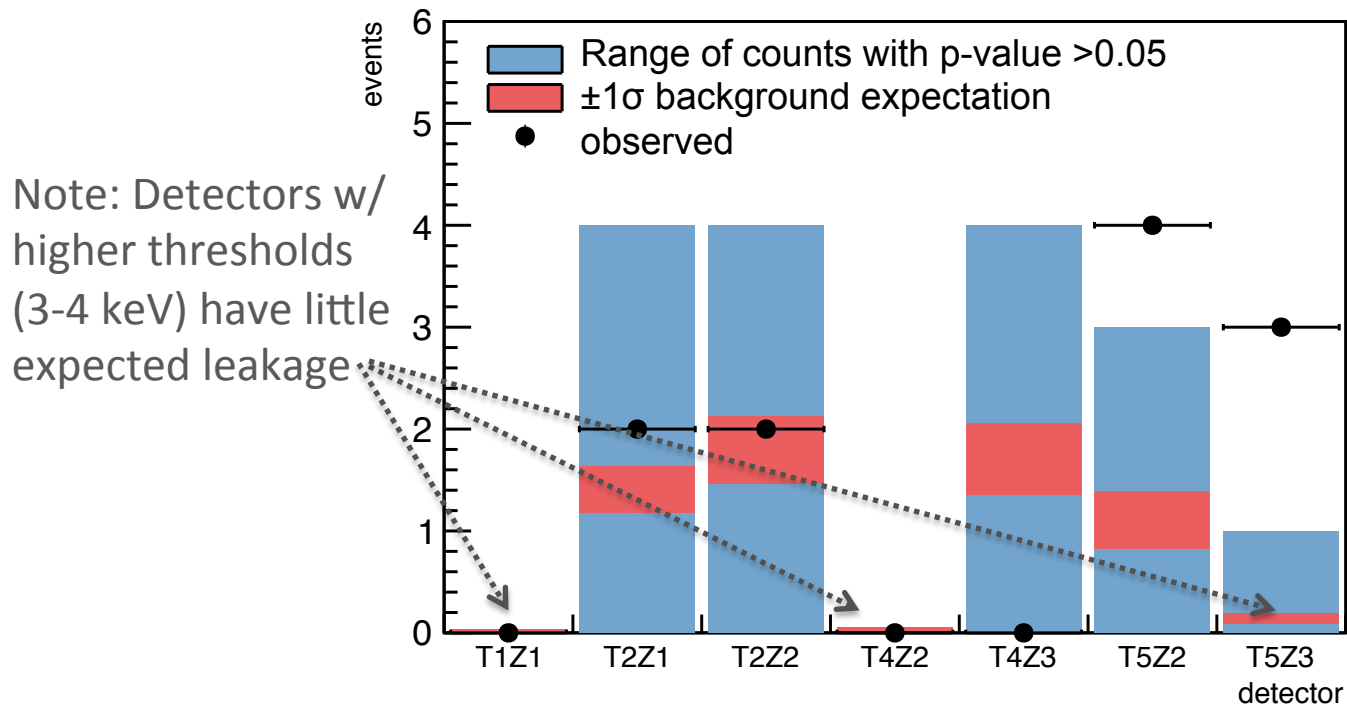 events
6
5
4
3
2
1
0
Range of counts with p-value >0.05
±1σ background expectation
observed
Note: Detectors w/
higher thresholds
(3-4 keV) have little
expected leakage
T1Z1 T2Z1 T2Z2 T4Z2 T4Z3 T5Z2 T5Z3
detector